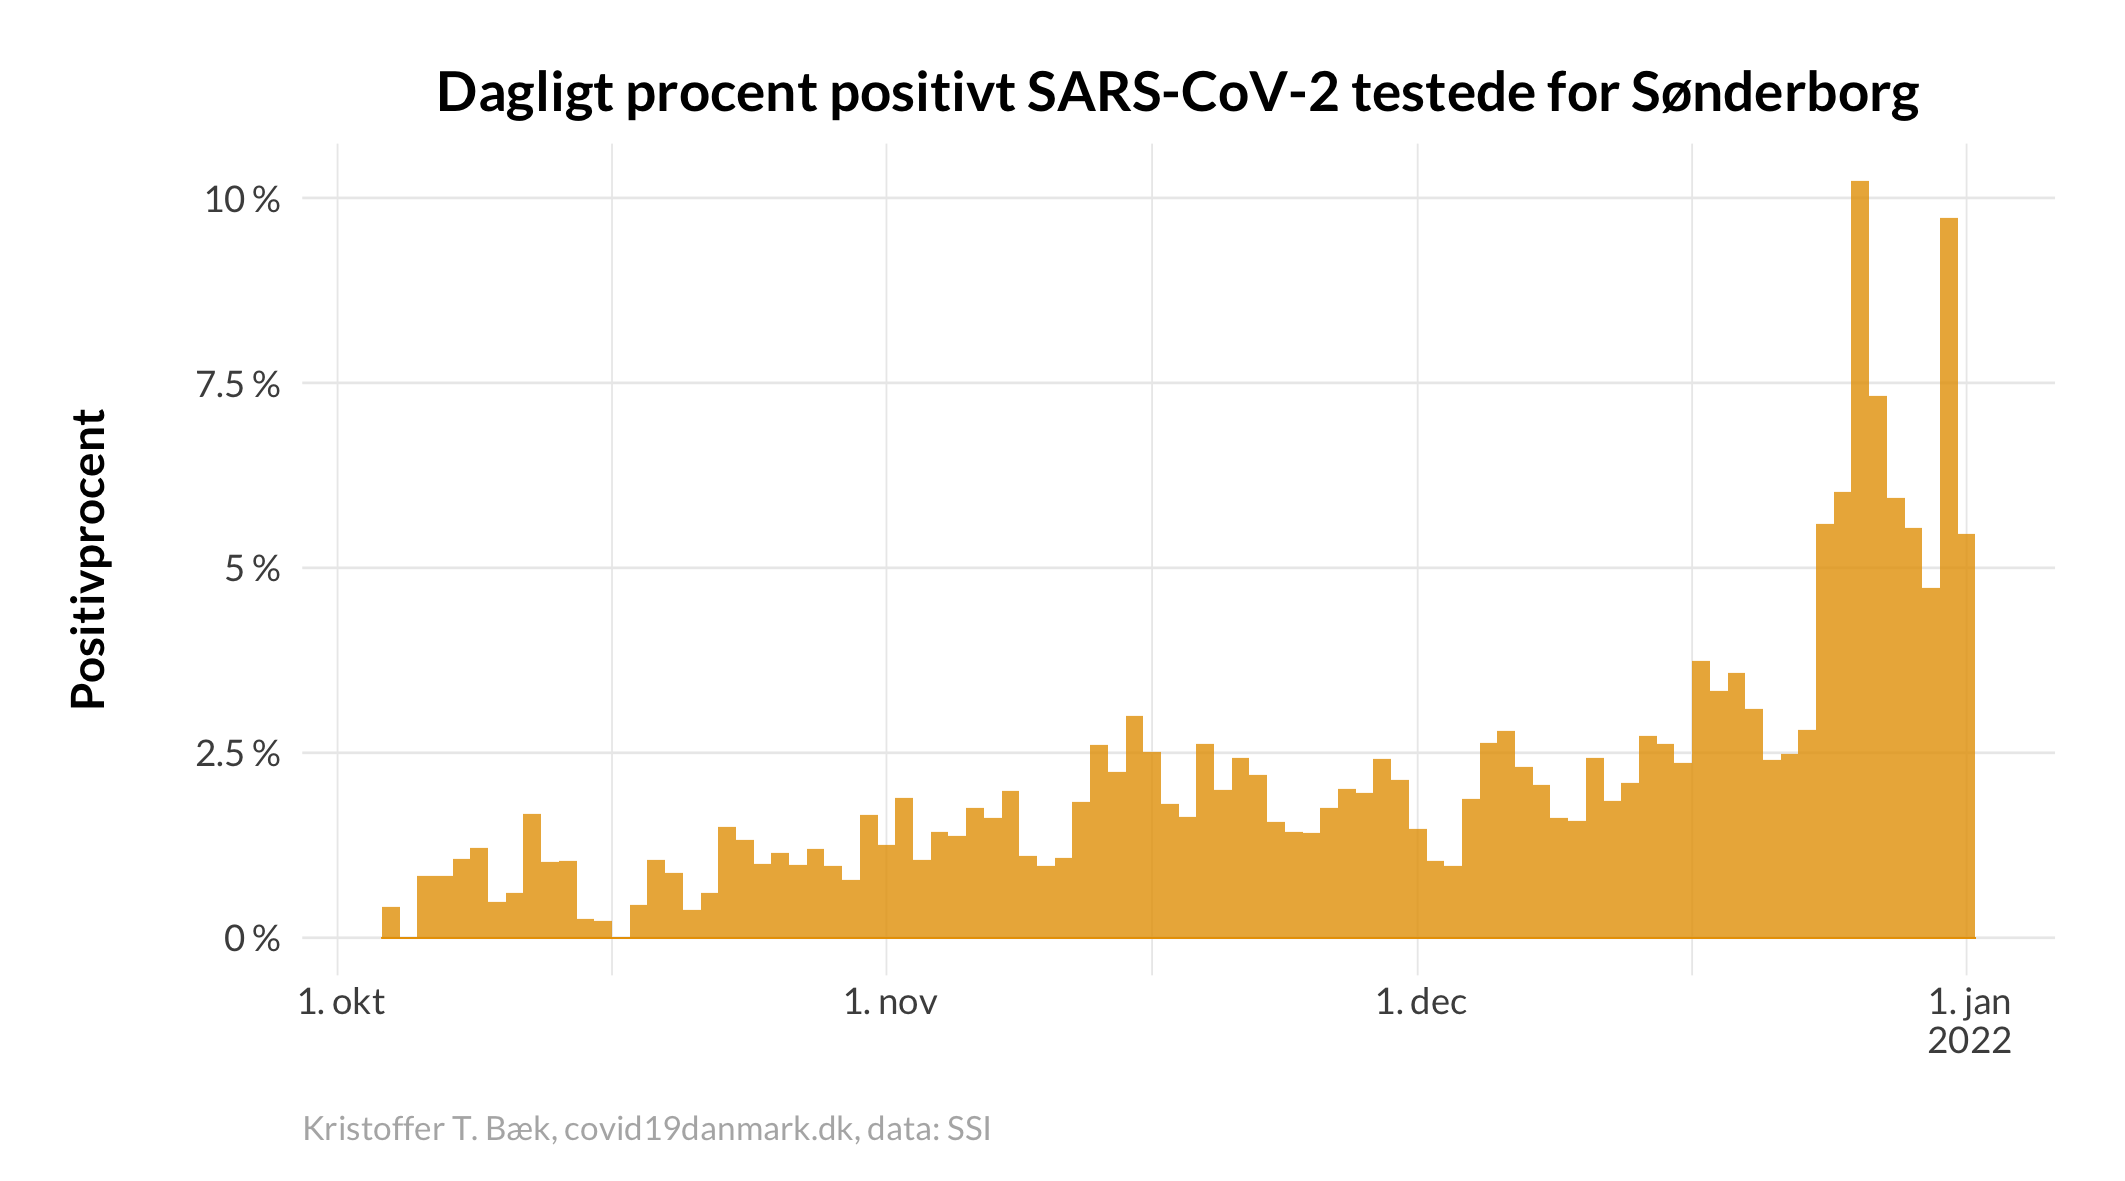 Dagligt procent positivt SARS-CoV-2 testede for Sønderborg
Positivprocent
10 %
7.5 %
5 %
2.5 %
0 %
1. okt
1. nov
1. dec
1. jan
2022
Kristoffer T. Bæk, covid19danmark.dk, data: SSI